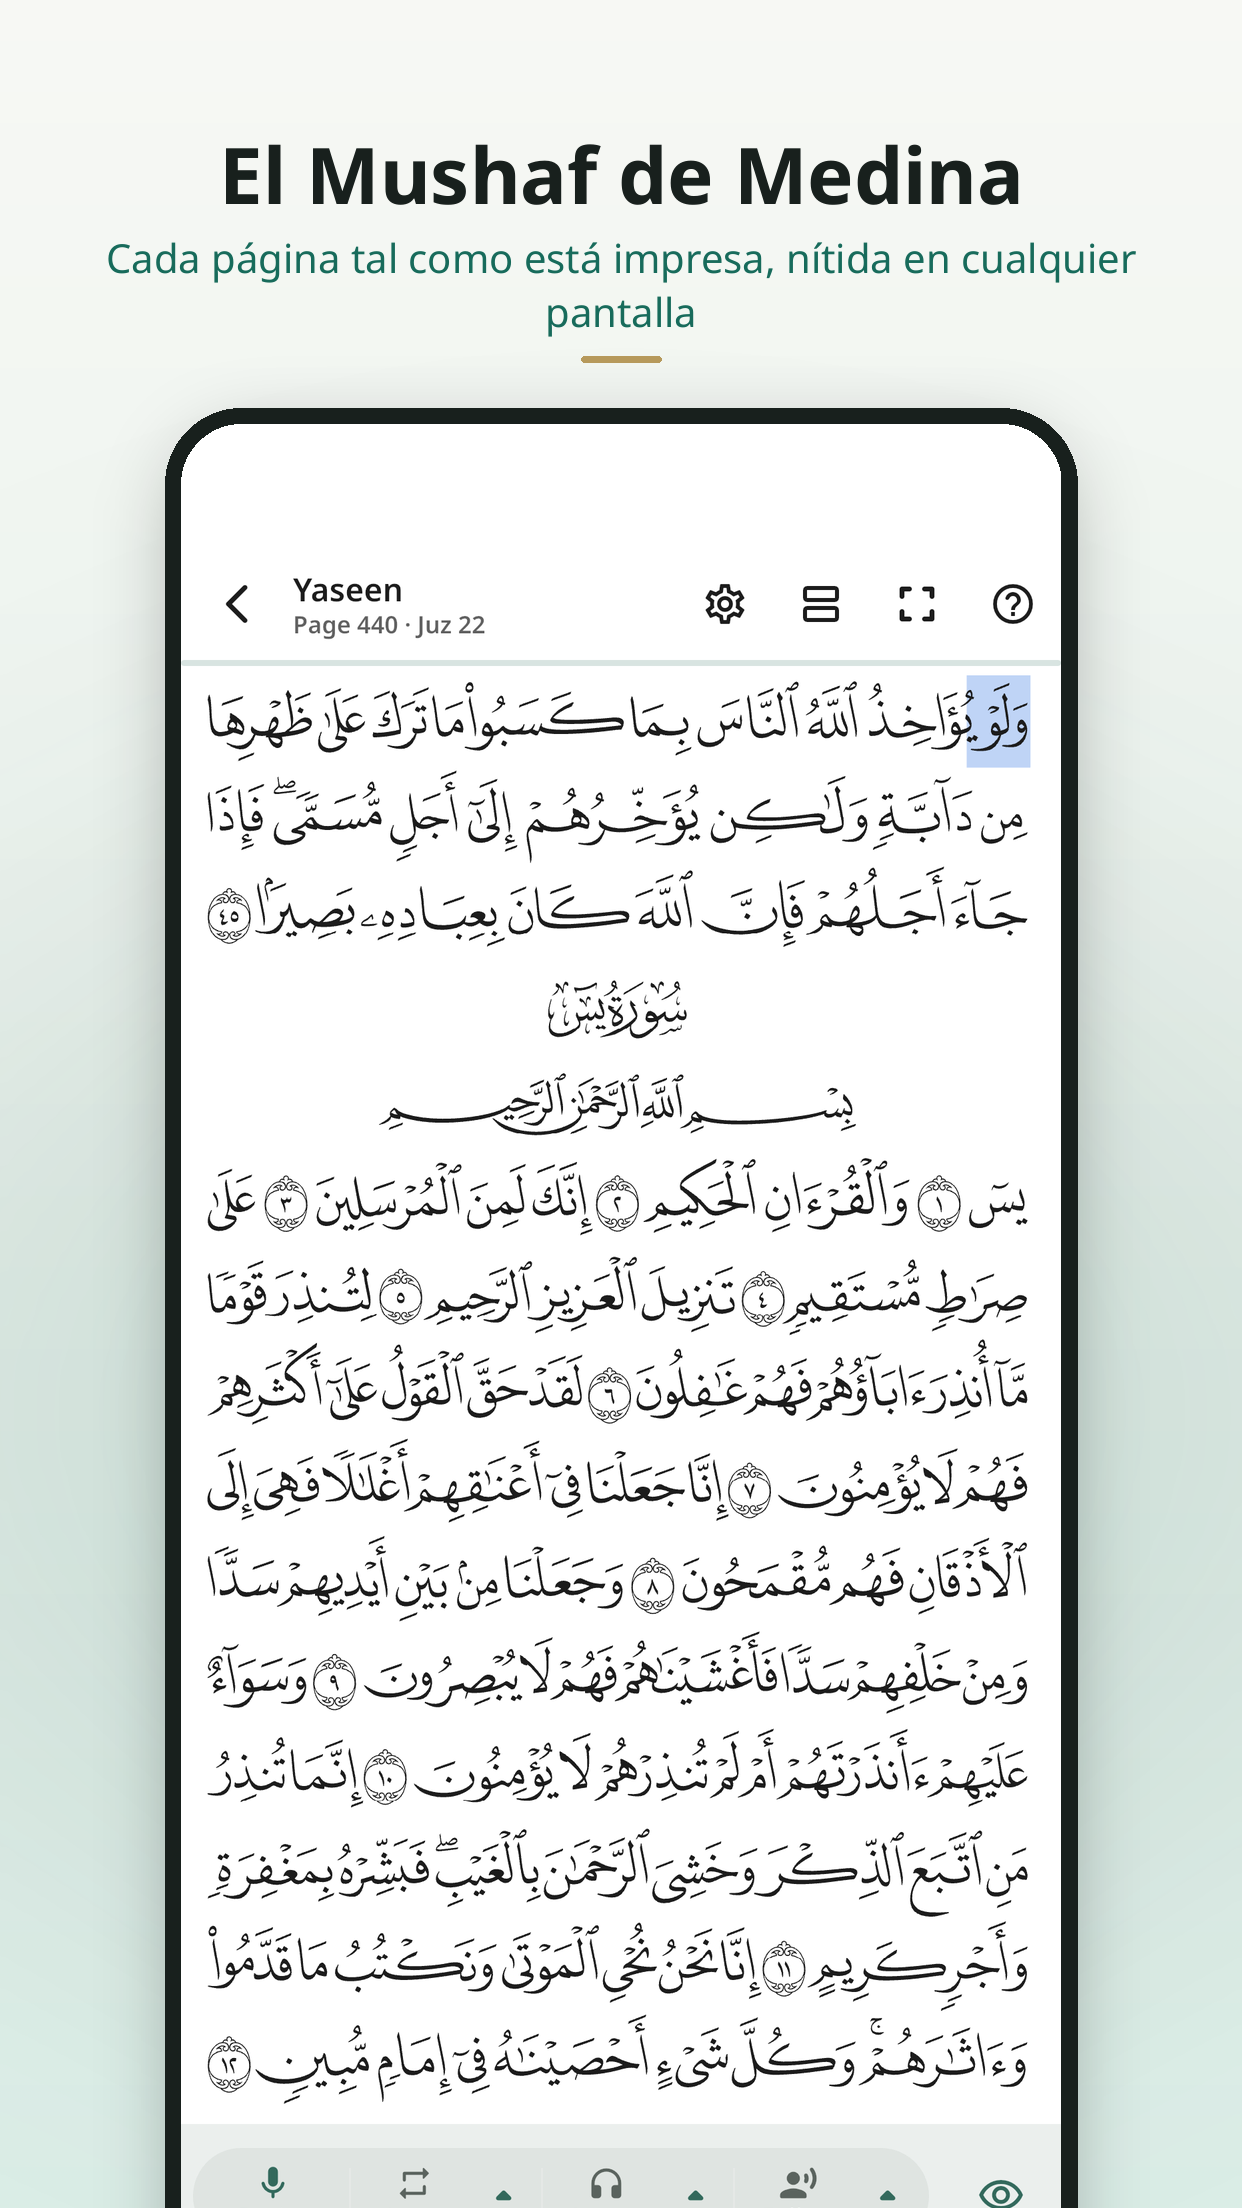 El Mushaf de Medina
Cada página tal como está impresa, nítida en cualquier
pantalla
Yaseen
Page 440 · Juz 22
وَلَوْ يُؤَاخِذُ ٱللَّهُ ٱلنَّاسَ بِمَا كَسَبُوا۟ مَا تَرَكَ عَلَىٰ ظَهْرِهَا
مِن دَآبَّةٍ وَلَـٰكِن يُؤَخِّرُهُمْ إِلَىٰٓ أَجَلٍ مُّسَمًّى ۖ فَإِذَا
جَآءَ أَجَلُهُمْ فَإِنَّ ٱللَّهَ كَانَ بِعِبَادِهِۦ بَصِيرًۢا ٤٥
سُورَةُ يسٓ
بِسْمِ ٱللَّهِ ٱلرَّحْمَـٰنِ ٱلرَّحِيمِ
يسٓ ١ وَٱلْقُرْءَانِ ٱلْحَكِيمِ ٢ إِنَّكَ لَمِنَ ٱلْمُرْسَلِينَ ٣ عَلَىٰ
صِرَٰطٍ مُّسْتَقِيمٍ ٤ تَنزِيلَ ٱلْعَزِيزِ ٱلرَّحِيمِ ٥ لِتُنذِرَ قَوْمًا
مَّآ أُنذِرَ ءَابَآؤُهُمْ فَهُمْ غَـٰفِلُونَ ٦ لَقَدْ حَقَّ ٱلْقَوْلُ عَلَىٰٓ أَكْثَرِهِمْ
فَهُمْ لَا يُؤْمِنُونَ ٧ إِنَّا جَعَلْنَا فِىٓ أَعْنَـٰقِهِمْ أَغْلَـٰلًا فَهِىَ إِلَى
ٱلْأَذْقَانِ فَهُم مُّقْمَحُونَ ٨ وَجَعَلْنَا مِنۢ بَيْنِ أَيْدِيهِمْ سَدًّا
وَمِنْ خَلْفِهِمْ سَدًّا فَأَغْشَيْنَـٰهُمْ فَهُمْ لَا يُبْصِرُونَ ٩ وَسَوَآءٌ
عَلَيْهِمْ ءَأَنذَرْتَهُمْ أَمْ لَمْ تُنذِرْهُمْ لَا يُؤْمِنُونَ ١٠ إِنَّمَا تُنذِرُ
مَنِ ٱتَّبَعَ ٱلذِّكْرَ وَخَشِىَ ٱلرَّحْمَـٰنَ بِٱلْغَيْبِ ۖ فَبَشِّرْهُ بِمَغْفِرَةٍ
وَأَجْرٍ كَرِيمٍ ١١ إِنَّا نَحْنُ نُحْىِ ٱلْمَوْتَىٰ وَنَكْتُبُ مَا قَدَّمُوا۟
وَءَاثَـٰرَهُمْ ۚ وَكُلَّ شَىْءٍ أَحْصَيْنَـٰهُ فِىٓ إِمَامٍ مُّبِينٍ ١٢